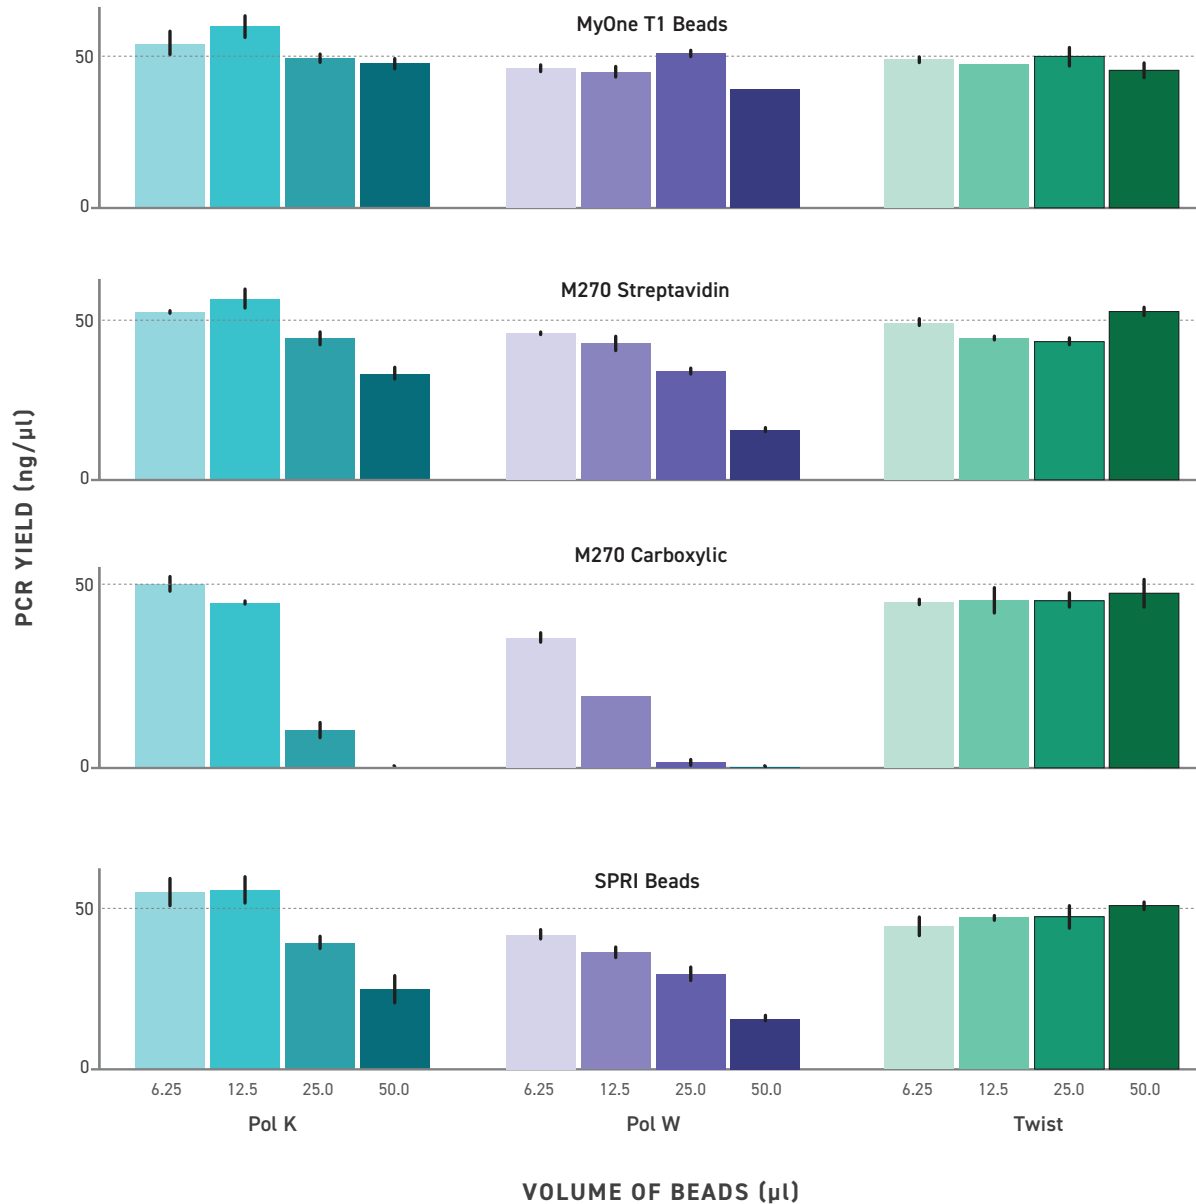 MyOne T1 Beads
50
0
M270 Streptavidin
50
0
PCR YIELD (ng/µl)
M270 Carboxylic
50
0
SPRI Beads
50
0
6.25 12.5 25.0 50.0 6.25 12.5 25.0 50.0 6.25 12.5 25.0 50.0
Pol K Pol W Twist
VOLUME OF BEADS (µl)